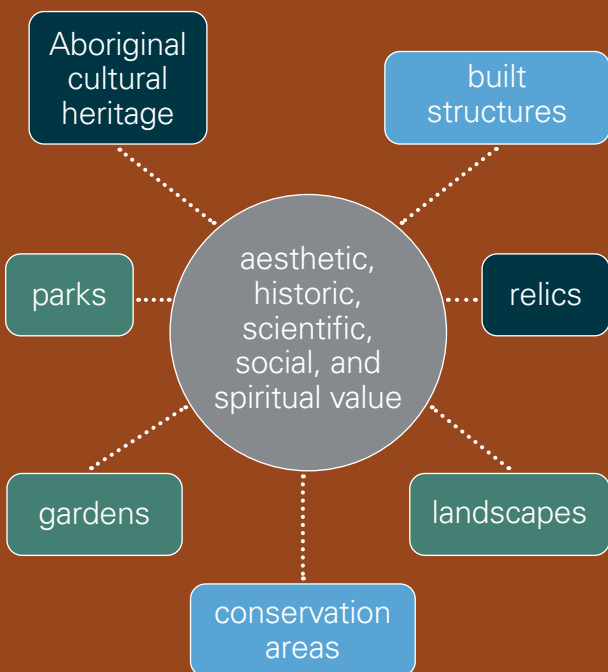 Aboriginal
cultural
heritage
built
structures
aesthetic,
historic,
scientific,
social, and
spiritual value
parks
relics
gardens
landscapes
conservation
areas